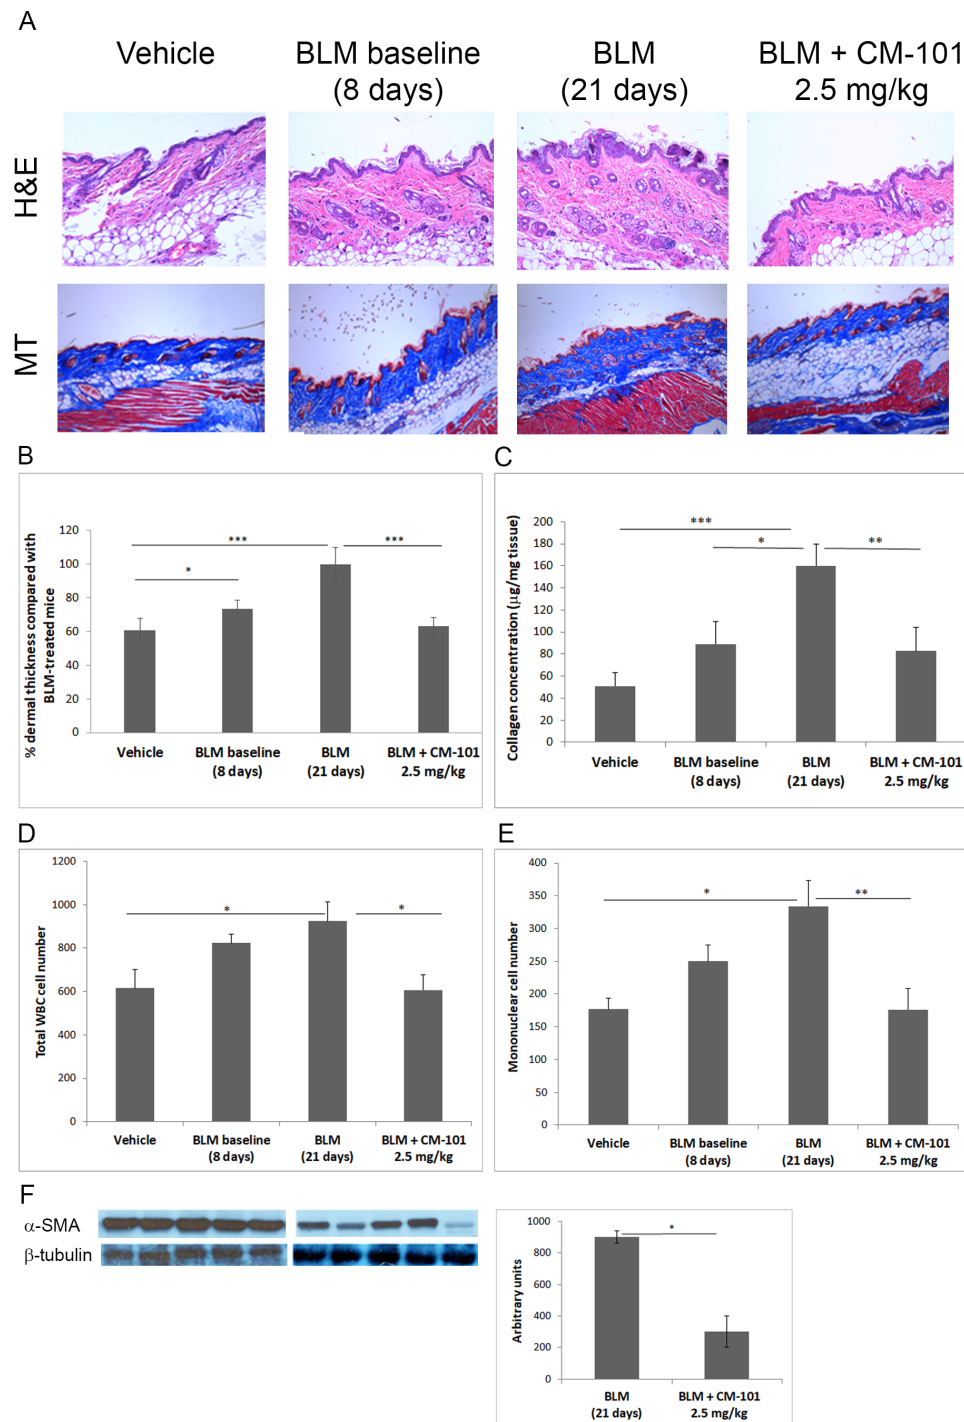 A
Vehicle
BLM baseline
(8 days)
BLM
(21 days)
BLM + CM-101
2.5 mg/kg
H&E
MT
B
% dermal thickness compared with
BLM-treated mice
120
100
80
60
40
20
0
***
***
*
Vehicle
BLM baseline
(8 days)
BLM
(21 days)
BLM + CM-101
2.5 mg/kg
C
Collagen concentration (µg/mg tissue)
200
180
160
140
120
100
80
60
40
20
0
***
*
**
Vehicle
BLM baseline
(8 days)
BLM
(21 days)
BLM + CM-101
2.5 mg/kg
D
Total WBC cell number
1200
1000
800
600
400
200
0
*
*
Vehicle
BLM baseline
(8 days)
BLM
(21 days)
BLM + CM-101
2.5 mg/kg
E
Mononuclear cell number
400
350
300
250
200
150
100
50
0
*
**
Vehicle
BLM baseline
(8 days)
BLM
(21 days)
BLM + CM-101
2.5 mg/kg
F
α-SMA
β-tubulin
Arbitrary units
1000
800
600
400
200
0
*
BLM
(21 days)
BLM + CM-101
2.5 mg/kg